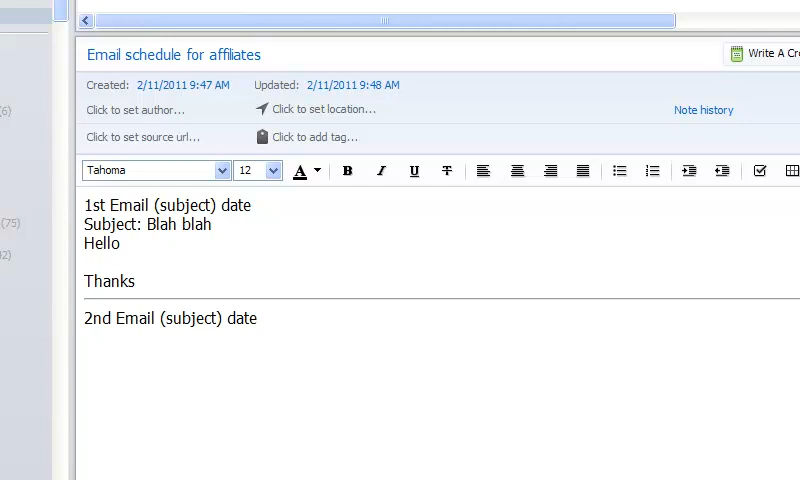 Email schedule for affiliates
Write A Cr
Created: 2/11/2011 9:47 AM Updated: 2/11/2011 9:48 AM
(6)
Click to set author... Click to set location... Note history
Click to set source url... Click to add tag...
Tahoma 12 A B I U T
1st Email (subject) date
(75)
Subject: Blah blah
Hello
Thanks
2nd Email (subject) date